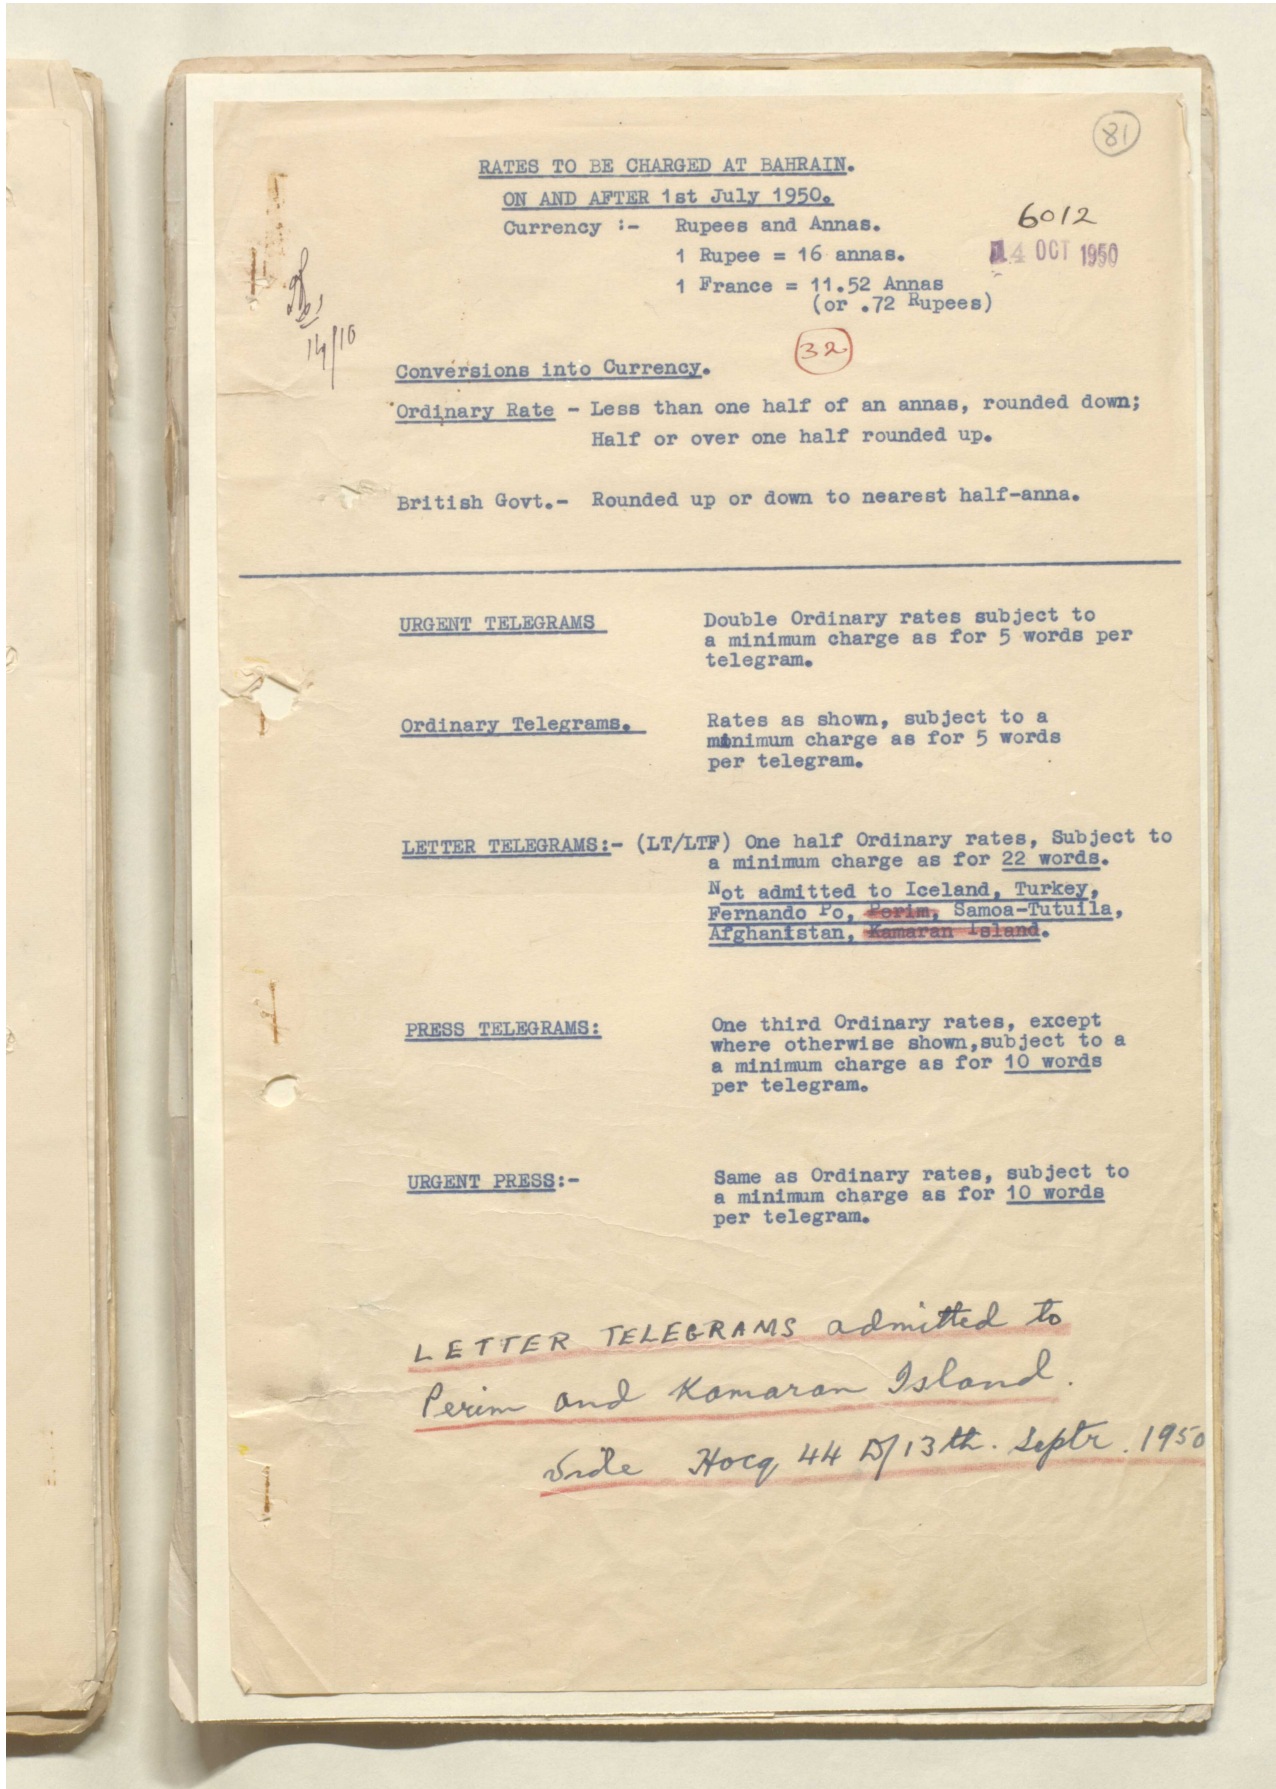 81
RATES TO BE CHARGED AT BAHRAIN.
ON AND AFTER 1st July 1950.
Currency :- Rupees and Annas.
6012
1 Rupee = 16 annas.
14 OCT 1950
1 France = 11.52 Annas
(or .72 Rupees)
14/10
32
Conversions into Currency.
Ordinary Rate - Less than one half of an annas, rounded down;
Half or over one half rounded up.
British Govt.- Rounded up or down to nearest half-anna.
URGENT TELEGRAMS Double Ordinary rates subject to
a minimum charge as for 5 words per
telegram.
Ordinary Telegrams. Rates as shown, subject to a
minimum charge as for 5 words
per telegram.
LETTER TELEGRAMS:- (LT/LTF) One half Ordinary rates, Subject to
a minimum charge as for 22 words.
Not admitted to Iceland, Turkey,
Fernando Po, Perim, Samoa-Tutuila,
Afghanistan, Kamaran Island.
PRESS TELEGRAMS: One third Ordinary rates, except
where otherwise shown,subject to a
a minimum charge as for 10 words
per telegram.
URGENT PRESS:- Same as Ordinary rates, subject to
a minimum charge as for 10 words
per telegram.
LETTER TELEGRAMS admitted to
Perim and Kamaran Island.
Vide Hocq 44 D/13th. Septr. 1950